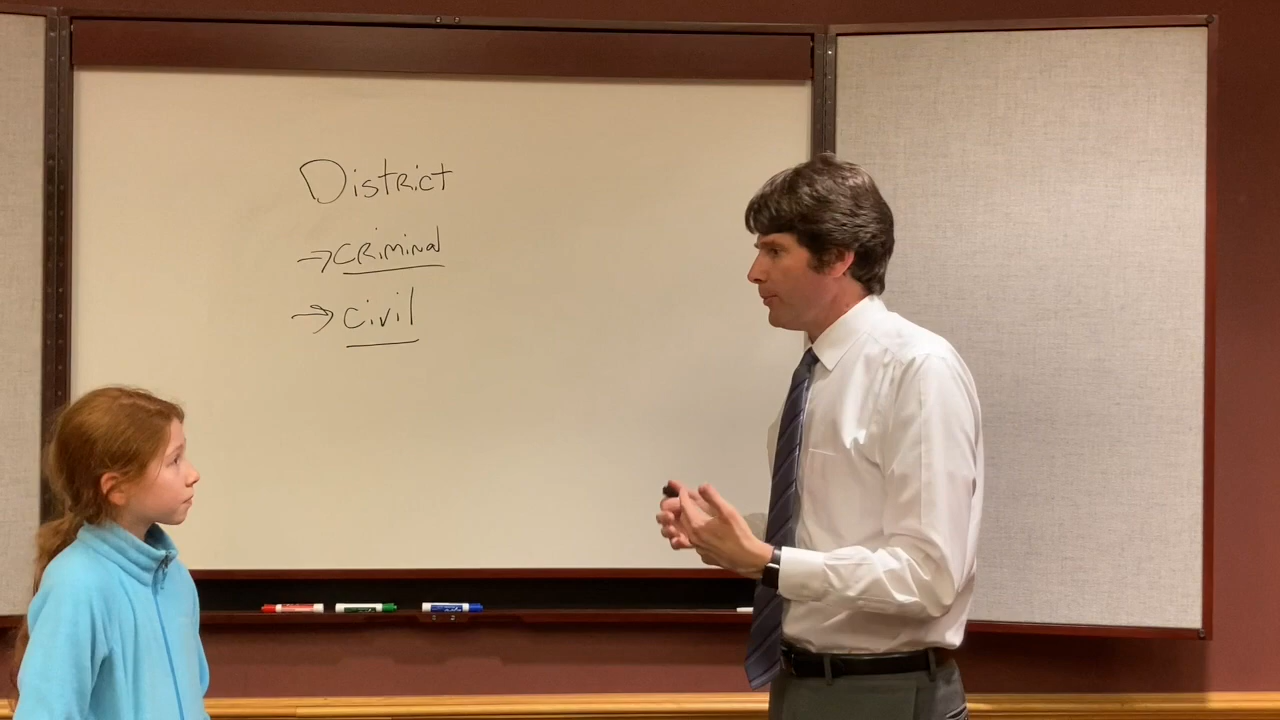 District
→ Criminal
→ Civil